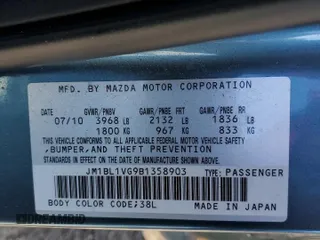 MFD. BY MAZDA MOTOR CORPORATION
DATE GVWR/PNBV GAWR/PNBE FRT GAWR/PNBE RR
07/10 3968 LB 2132 LB 1836 LB
1800 KG 967 KG 833 KG
THIS VEHICLE CONFORMS TO ALL APPLICABLE FEDERAL MOTOR VEHICLE SAFETY
,BUMPER, AND THEFT PREVENTION
STANDARDS IN EFFECT ON THE DATE OF MANUFACTURE SHOWN ABOVE.
JM1BL1VG9B1358903 TYPE: PASSENGER
BODY COLOR CODE;38L MADE IN JAPAN